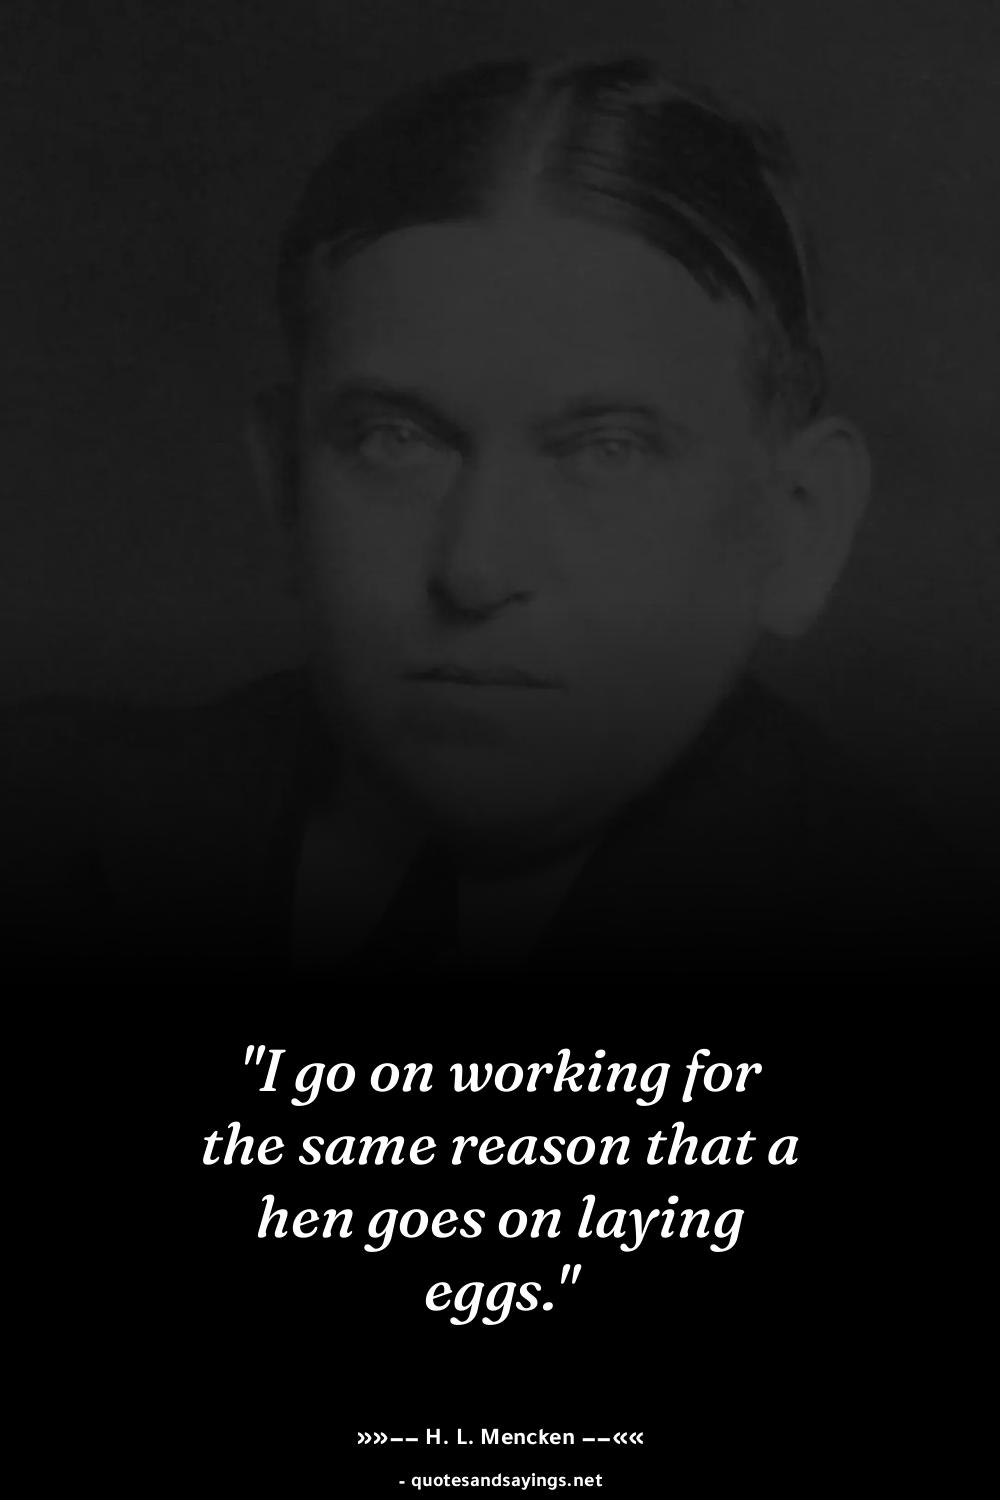 "I go on working for
the same reason that a
hen goes on laying
eggs."
»»–– H. L. Mencken ––««
- quotesandsayings.net